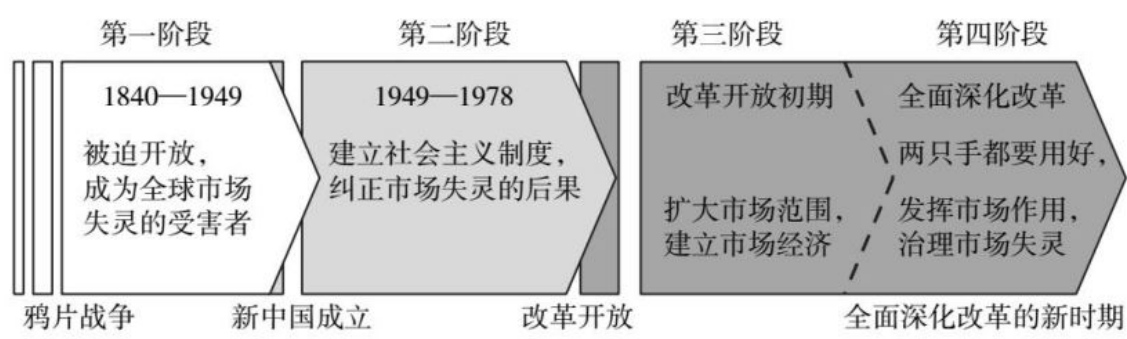 第一阶段
第二阶段
第三阶段
第四阶段
1840—1949
被迫开放，
成为全球市场
失灵的受害者
1949—1978
建立社会主义制度，
纠正市场失灵的后果
改革开放初期
扩大市场范围，
建立市场经济
全面深化改革
两只手都要用好，
发挥市场作用，
治理市场失灵
鸦片战争
新中国成立
改革开放
全面深化改革的新时期